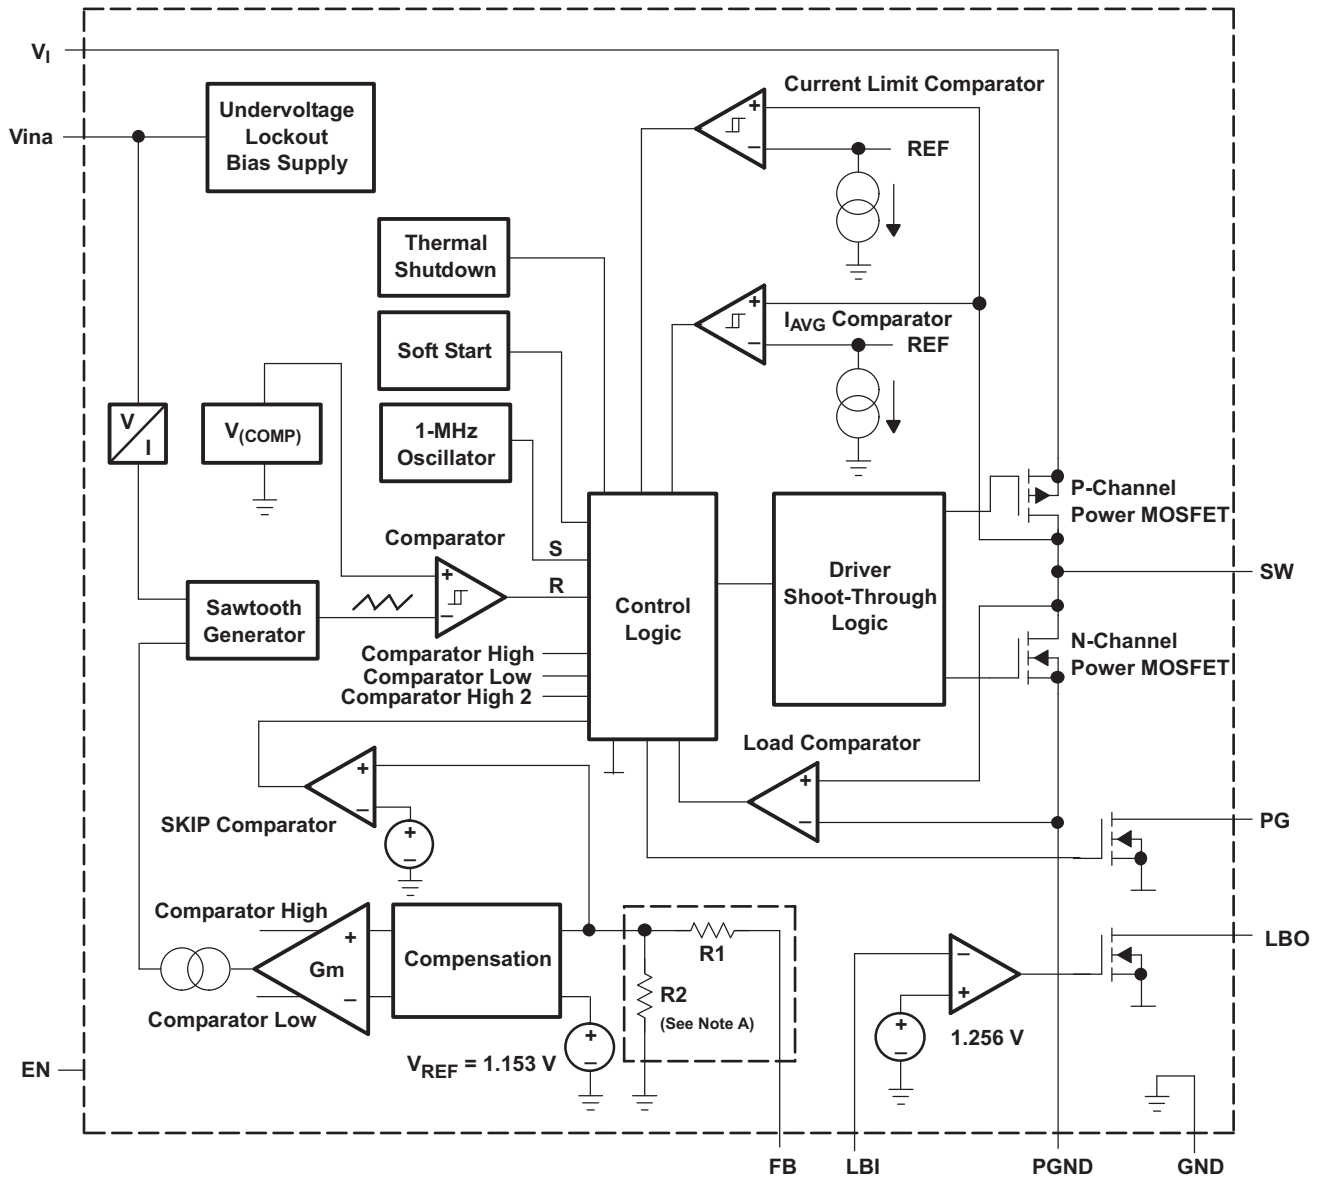 V_I
Current Limit Comparator
Undervoltage
Lockout
Bias Supply
Vina
+
−
REF
Thermal
Shutdown
+
I_AVG Comparator
−
REF
Soft Start
V
I
V_(COMP)
1-MHz
Oscillator
P-Channel
Power MOSFET
Comparator
S
+
−
R
SW
Driver
Shoot-Through
Logic
Control
Logic
Sawtooth
Generator
N-Channel
Power MOSFET
Comparator High
Comparator Low
Comparator High 2
Load Comparator
+
−
SKIP Comparator
+
−
+
−
PG
Comparator High
+
Gm
−
Comparator Low
Compensation
R1
R2
(See Note A)
−
+
LBO
+
−
1.256 V
+
−
V_REF = 1.153 V
EN
FB
LBI
PGND
GND